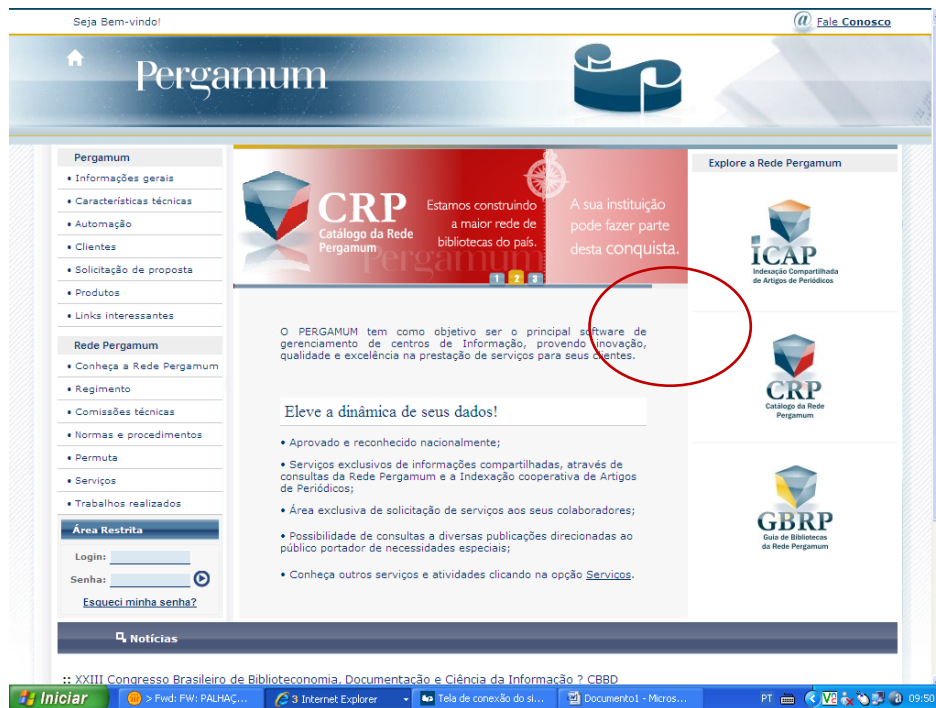 Seja Bem-vindo!
@ Fale Conosco
Pergamum
Pergamum
• Informações gerais
• Características técnicas
• Automação
• Clientes
• Solicitação de proposta
• Produtos
• Links interessantes
Rede Pergamum
• Conheça a Rede Pergamum
• Regimento
• Comissões técnicas
• Normas e procedimentos
• Permuta
• Serviços
• Trabalhos realizados
Área Restrita
Login:
Senha:
Esqueci minha senha?
CRP
Catálogo da Rede
Pergamum
Estamos construindo
a maior rede de
bibliotecas do país.
A sua instituição
pode fazer parte
desta conquista.
Pergamum
1 2 3
O PERGAMUM tem como objetivo ser o principal software de
gerenciamento de centros de Informação, provendo inovação,
qualidade e excelência na prestação de serviços para seus clientes.
Eleve a dinâmica de seus dados!
• Aprovado e reconhecido nacionalmente;
• Serviços exclusivos de informações compartilhadas, através de
consultas da Rede Pergamum e a Indexação cooperativa de Artigos
de Periódicos;
• Área exclusiva de solicitação de serviços aos seus colaboradores;
• Possibilidade de consultas a diversas publicações direcionadas ao
público portador de necessidades especiais;
• Conheça outros serviços e atividades clicando na opção Serviços.
Explore a Rede Pergamum
iCAP
Indexação Compartilhada
de Artigos de Periódicos
CRP
Catálogo da Rede
Pergamum
GBRP
Guia de Bibliotecas
da Rede Pergamum
Notícias
:: XXIII Congresso Brasileiro de Biblioteconomia, Documentação e Ciência da Informação ? CBBD
Iniciar
> Fwd: FW: PALHAÇ...
3 Internet Explorer
Tela de conexão do si...
Documento1 - Micros...
PT
09:50